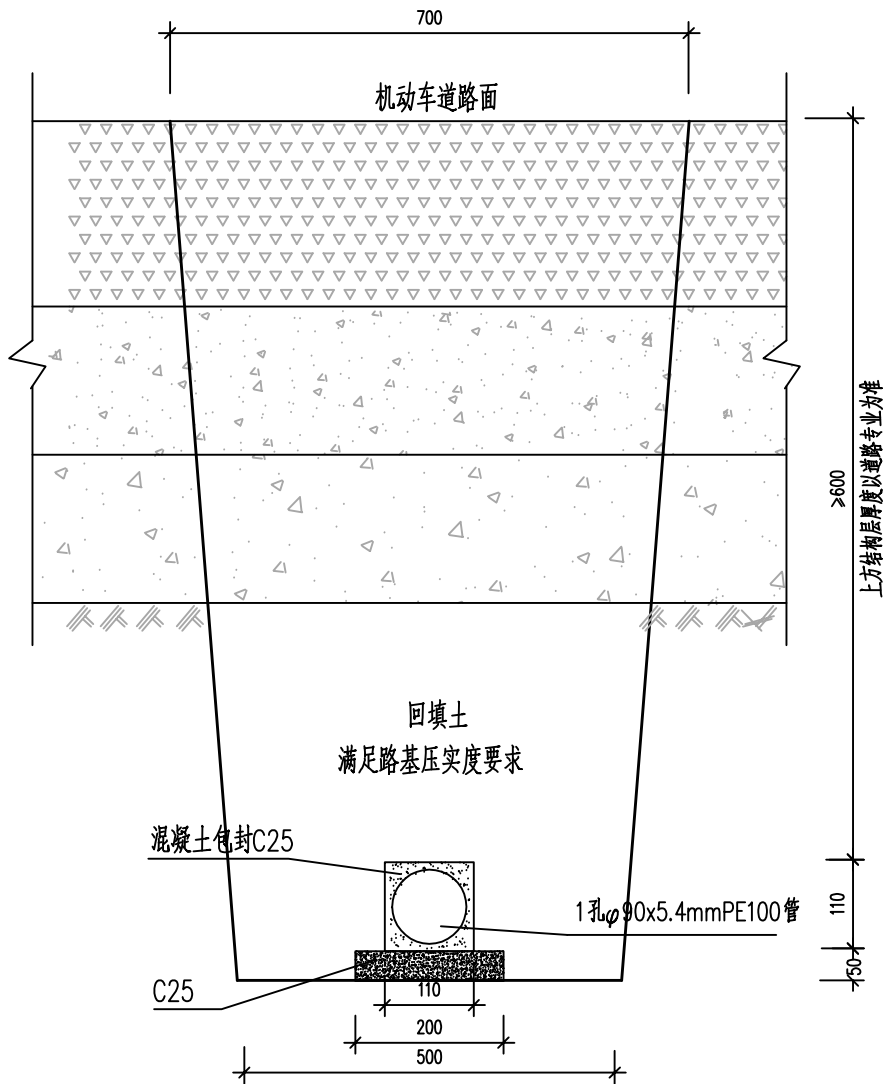 700
机动车道路面
≥600
上方结构层厚度以道路专业为准
回填土
满足路基压实度要求
混凝土包封C25
1孔φ90x5.4mmPE100管
110
50
C25
110
200
500